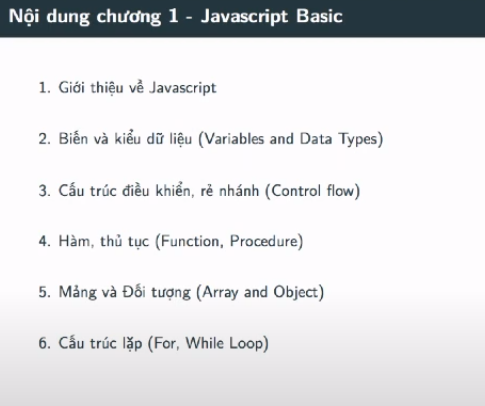 Nội dung chương 1 - Javascript Basic
1. Giới thiệu về Javascript
2. Biến và kiểu dữ liệu (Variables and Data Types)
3. Cấu trúc điều khiển, rẽ nhánh (Control flow)
4. Hàm, thủ tục (Function, Procedure)
5. Mảng và Đối tượng (Array and Object)
6. Cấu trúc lặp (For, While Loop)